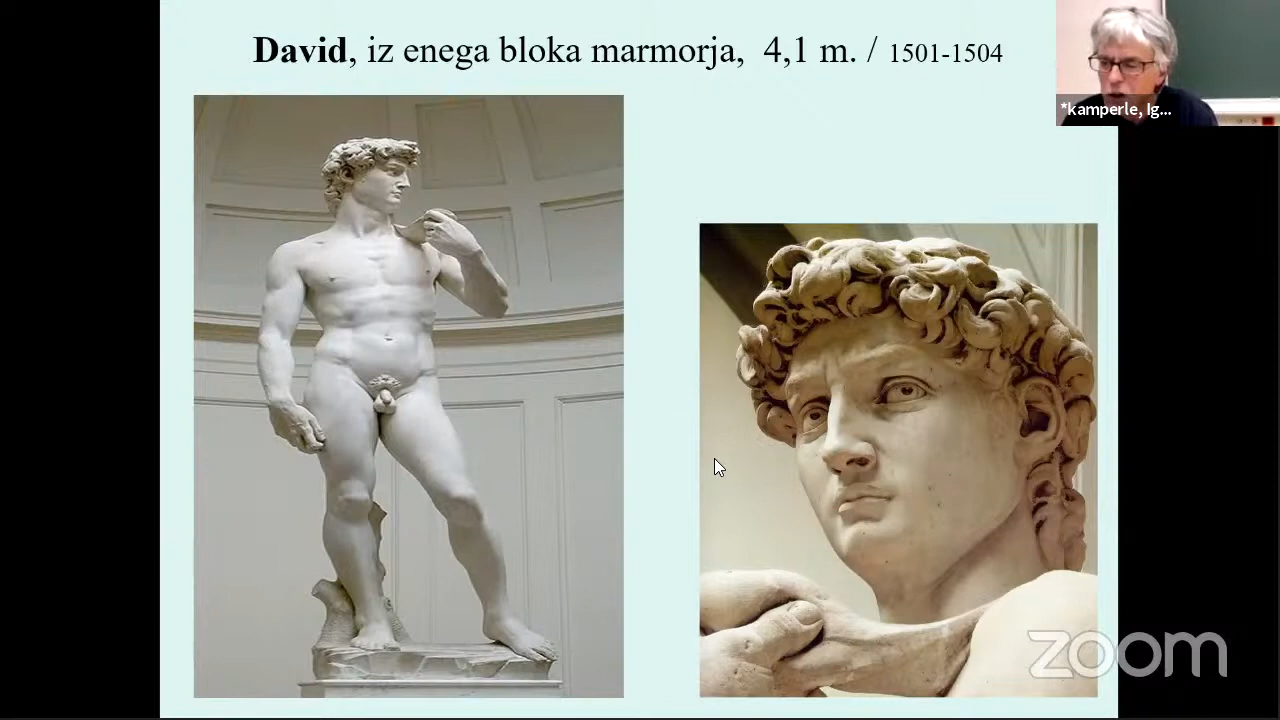 David, iz enega bloka marmorja, 4,1 m. / 1501-1504
*kamperle, Ig...
zoom